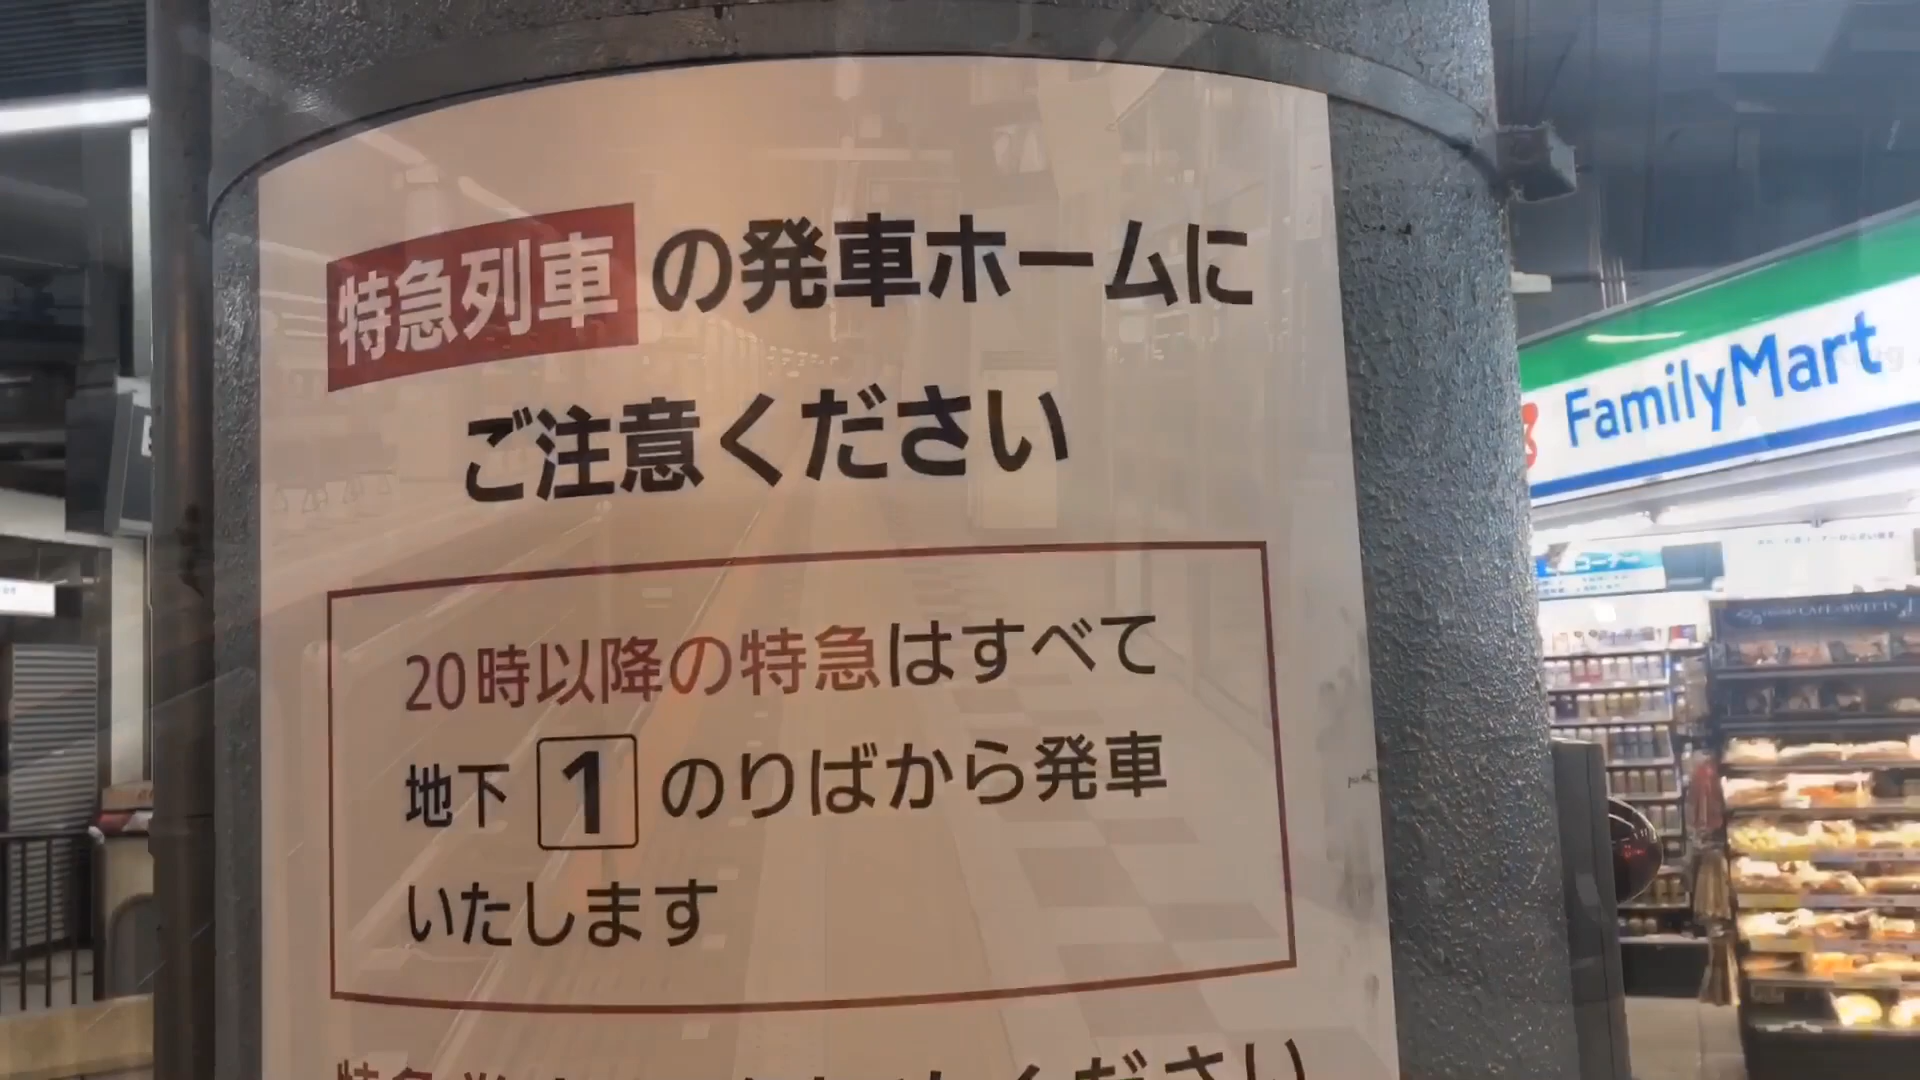 特急列車の発車ホームに
ご注意ください
20時以降の特急はすべて
地下1のりばから発車
いたします
FamilyMart